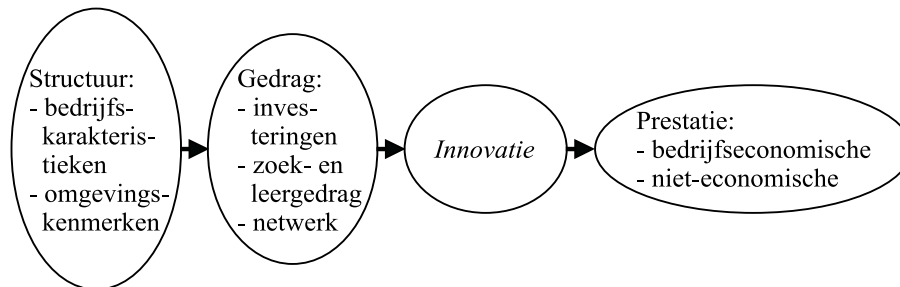 Structuur:
- bedrijfs-
karakteris-
tieken
- omgevings-
kenmerken
Gedrag:
- inves-
teringen
- zoek- en
leergedrag
- netwerk
Innovatie
Prestatie:
- bedrijfseconomische
- niet-economische